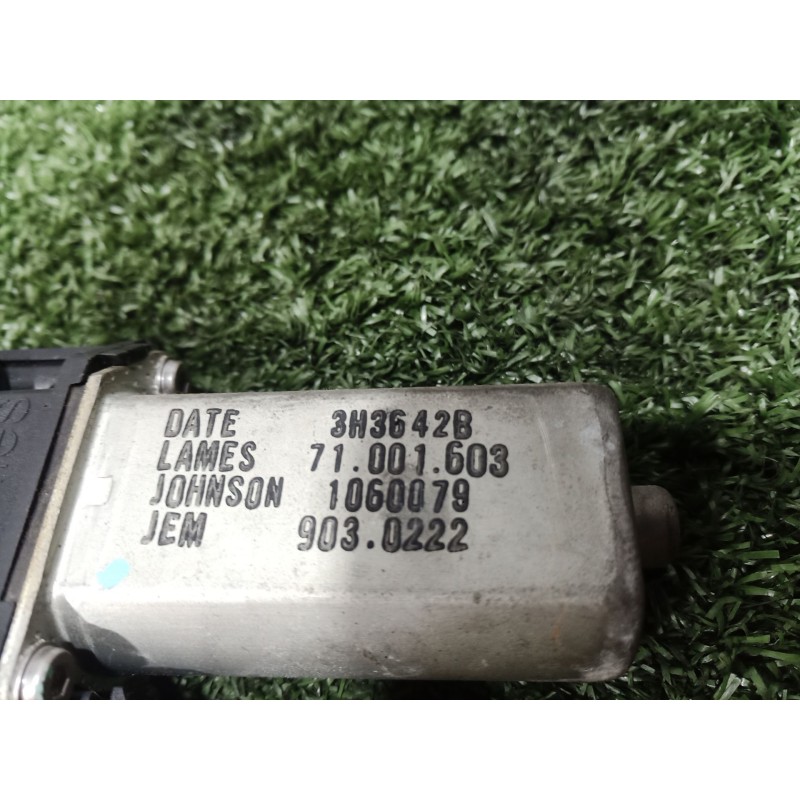 DATE 3H3642B
LAMES 71.001.603
JOHNSON 1060079
JEM 903.0222